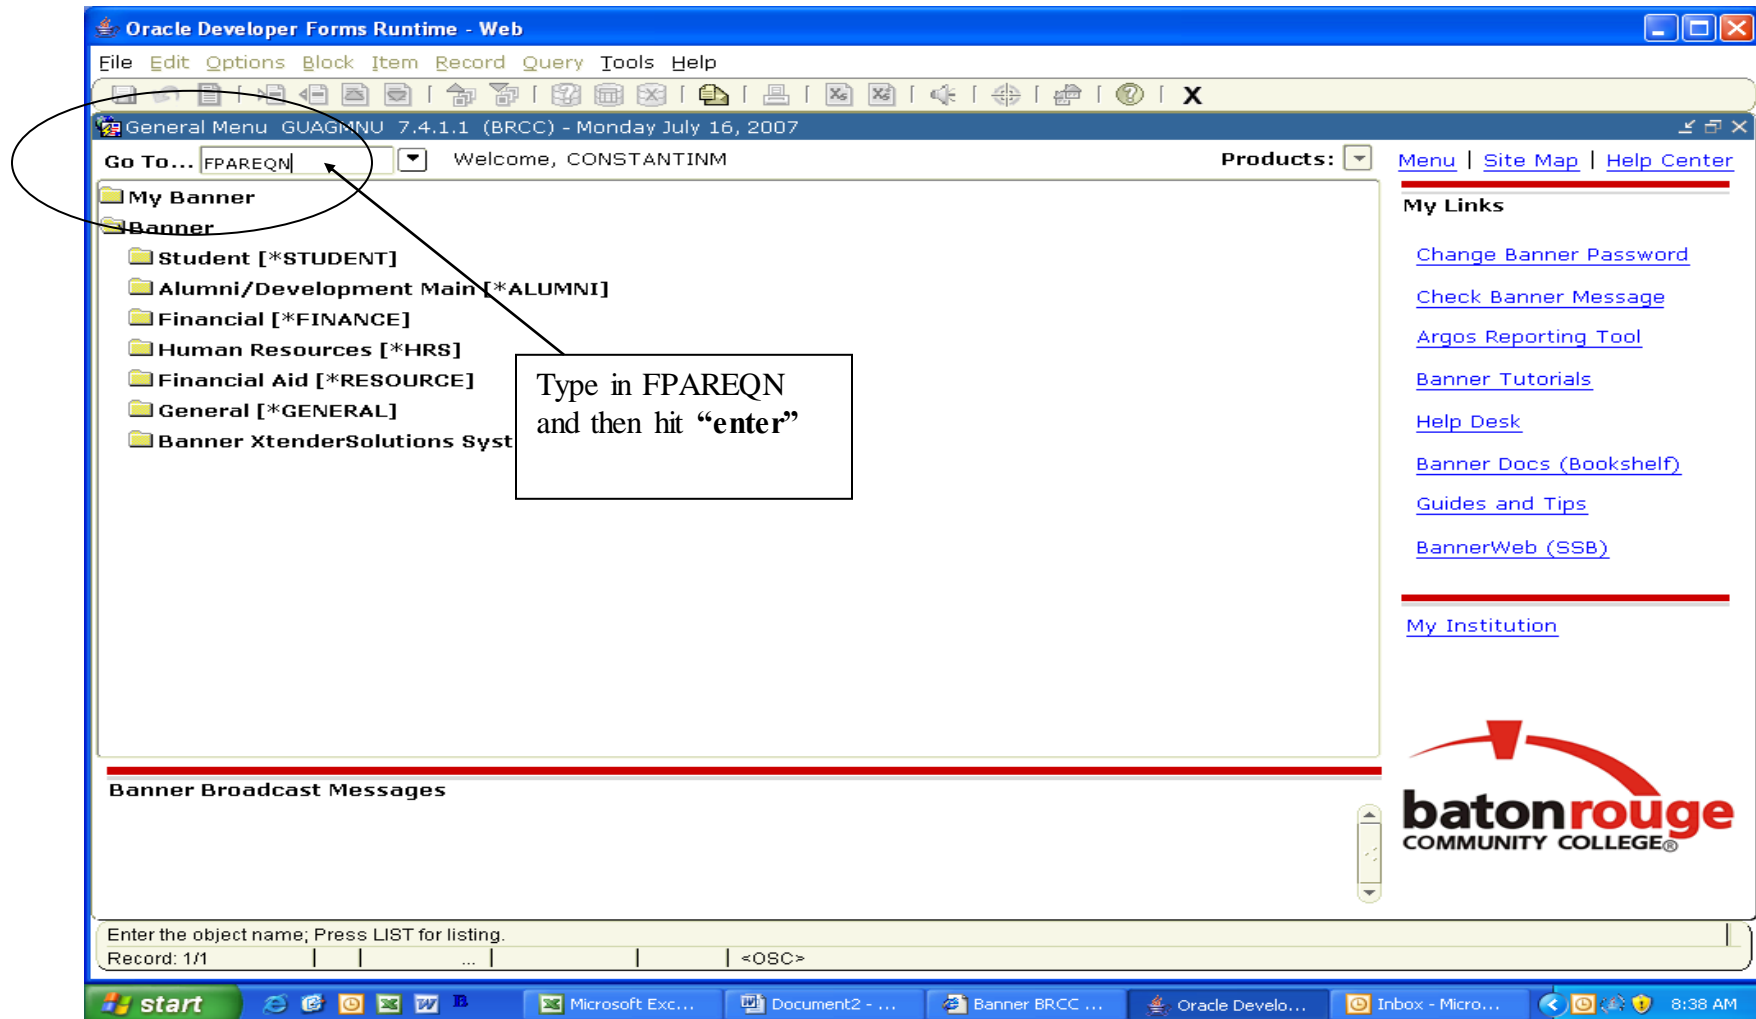 Oracle Developer Forms Runtime - Web
File Edit Options Block Item Record Query Tools Help
General Menu GUAGMNU 7.4.1.1 (BRCC) - Monday July 16, 2007
Go To... FPAREQN Welcome, CONSTANTINM Products: Menu | Site Map | Help Center
My Banner
Banner
Student [*STUDENT]
Alumni/Development Main [*ALUMNI]
Financial [*FINANCE]
Human Resources [*HRS]
Financial Aid [*RESOURCE]
General [*GENERAL]
Banner XtenderSolutions Syst
Type in FPAREQN
and then hit “enter”
My Links
Change Banner Password
Check Banner Message
Argos Reporting Tool
Banner Tutorials
Help Desk
Banner Docs (Bookshelf)
Guides and Tips
BannerWeb (SSB)
My Institution
batonrouge
COMMUNITY COLLEGE®
Banner Broadcast Messages
Enter the object name; Press LIST for listing.
Record: 1/1 ... <OSC>
start Microsoft Exc... Document2 - ... Banner BRCC ... Oracle Develo... Inbox - Micro... 8:38 AM